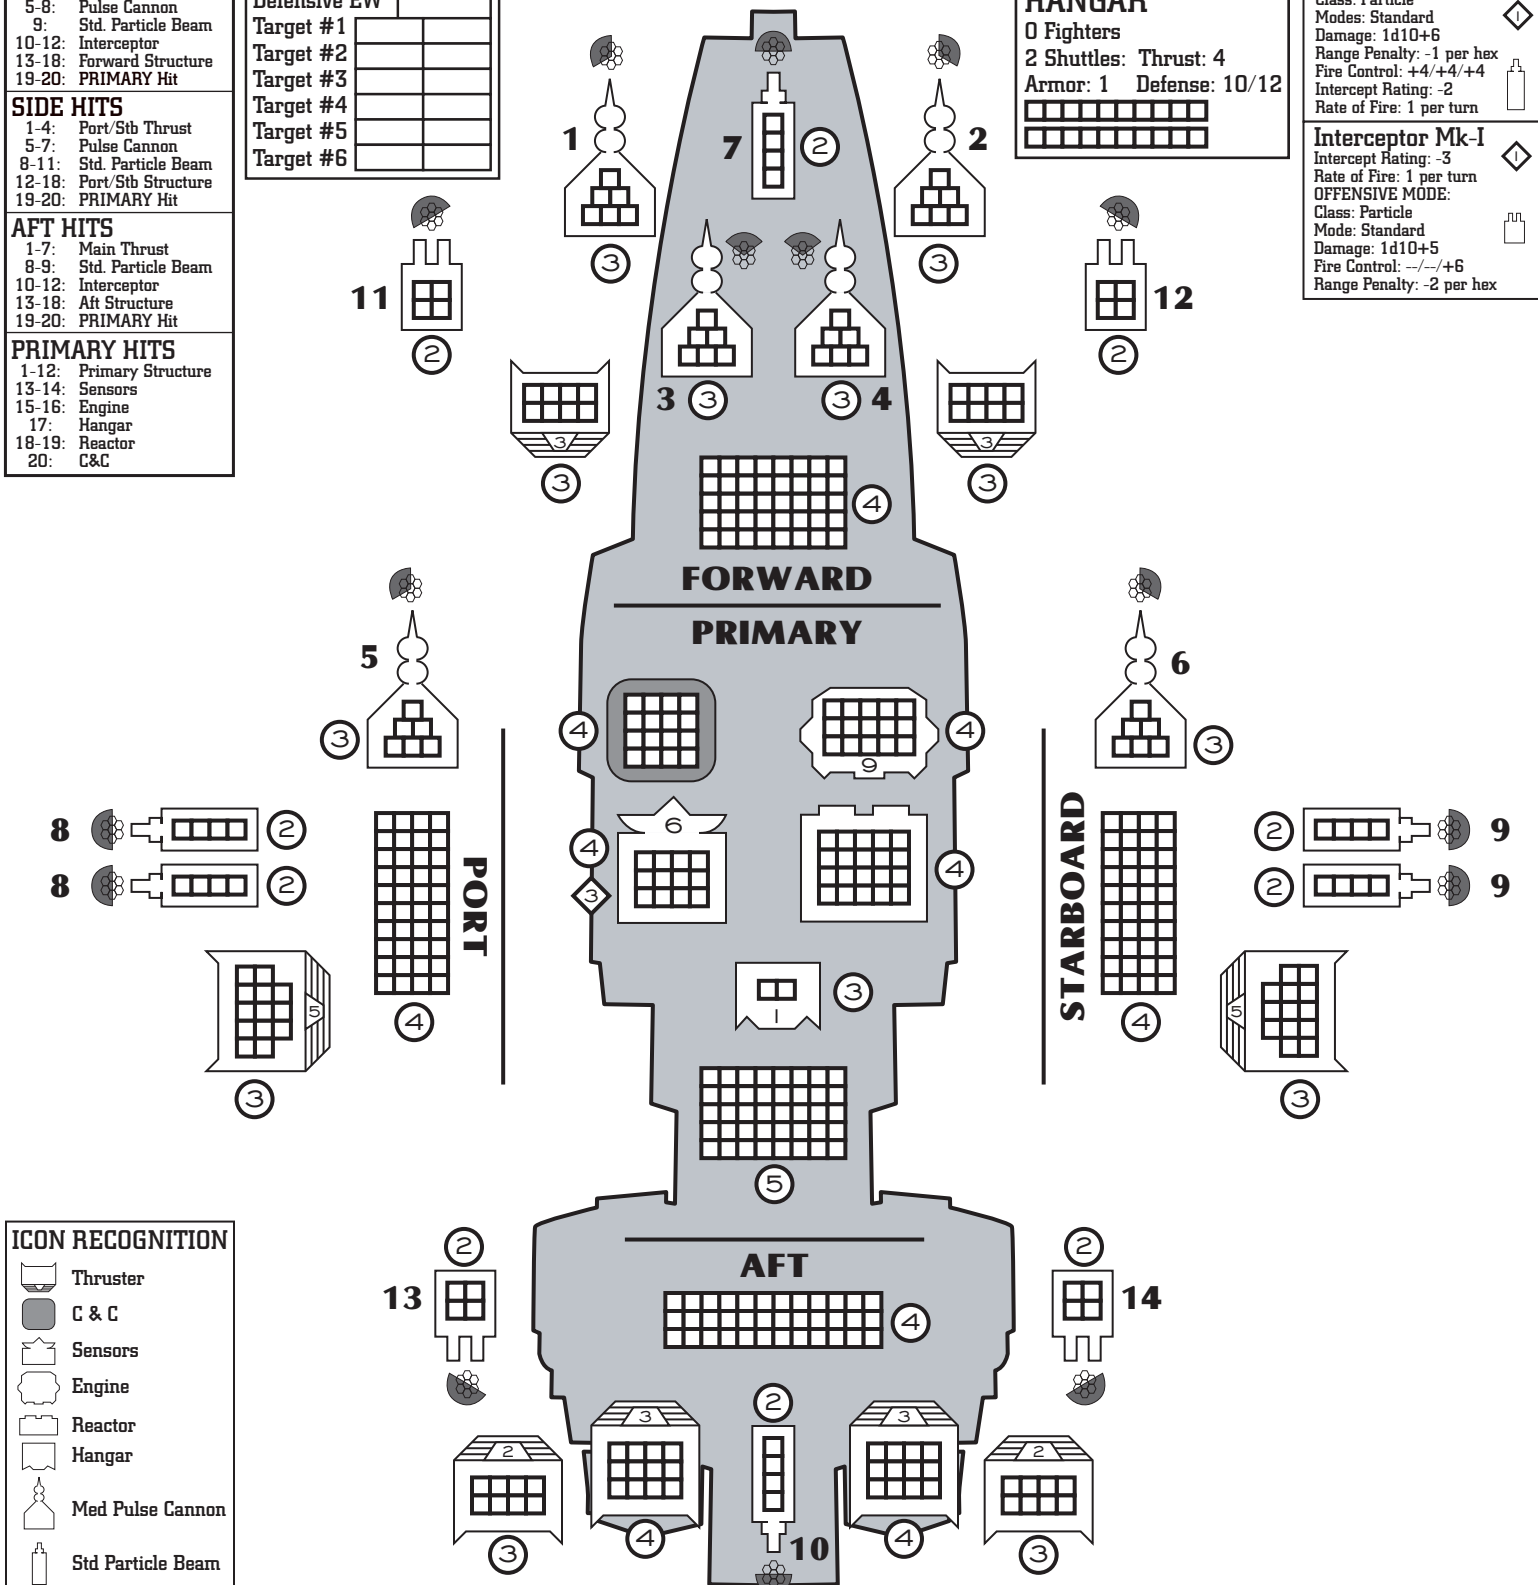 5-8: Pulse Cannon
9: Std. Particle Beam
10-12: Interceptor
13-18: Forward Structure
19-20: PRIMARY Hit
SIDE HITS
1-4: Port/Stb Thrust
5-7: Pulse Cannon
8-11: Std. Particle Beam
12-18: Port/Stb Structure
19-20: PRIMARY Hit
AFT HITS
1-7: Main Thrust
8-9: Std. Particle Beam
10-12: Interceptor
13-18: Aft Structure
19-20: PRIMARY Hit
PRIMARY HITS
1-12: Primary Structure
13-14: Sensors
15-16: Engine
17: Hangar
18-19: Reactor
20: C&C
Defensive EW
Target #1
Target #2
Target #3
Target #4
Target #5
Target #6
HANGAR
0 Fighters
2 Shuttles: Thrust: 4
Armor: 1 Defense: 10/12
Class: Particle
Modes: Standard
Damage: 1d10+6
Range Penalty: -1 per hex
Fire Control: +4/+4/+4
Intercept Rating: -2
Rate of Fire: 1 per turn
1
Interceptor Mk-I
Intercept Rating: -3
Rate of Fire: 1 per turn
OFFENSIVE MODE:
Class: Particle
Mode: Standard
Damage: 1d10+5
Fire Control: --/--/+6
Range Penalty: -2 per hex
1
1
3
7
2
2
3
11
2
12
2
3
3
3
4
3
3
3
3
4
FORWARD
PRIMARY
5
3
6
3
4
9
4
6
4
3
4
8
2
8
2
PORT
4
5
3
STARBOARD
2
9
2
9
4
5
3
1
3
5
AFT
4
2
13
2
14
2
3
3
4
2
10
3
4
2
3
ICON RECOGNITION
Thruster
C & C
Sensors
Engine
Reactor
Hangar
Med Pulse Cannon
Std Particle Beam